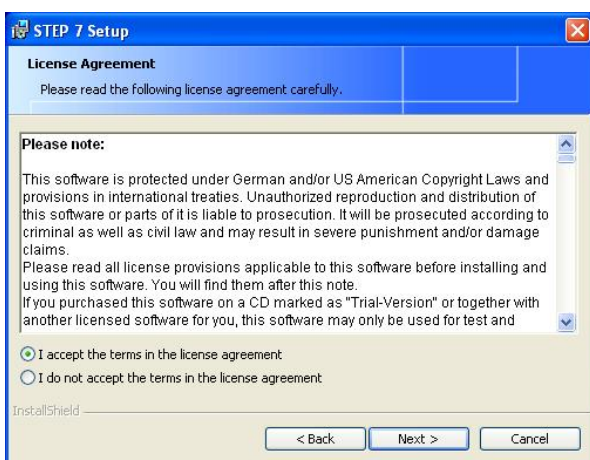 STEP 7 Setup
License Agreement
Please read the following license agreement carefully.
Please note:
This software is protected under German and/or US American Copyright Laws and
provisions in international treaties. Unauthorized reproduction and distribution of
this software or parts of it is liable to prosecution. It will be prosecuted according to
criminal as well as civil law and may result in severe punishment and/or damage
claims.
Please read all license provisions applicable to this software before installing and
using this software. You will find them after this note.
If you purchased this software on a CD marked as "Trial-Version" or together with
another licensed software for you, this software may only be used for test and
I accept the terms in the license agreement
I do not accept the terms in the license agreement
InstallShield
< Back Next > Cancel